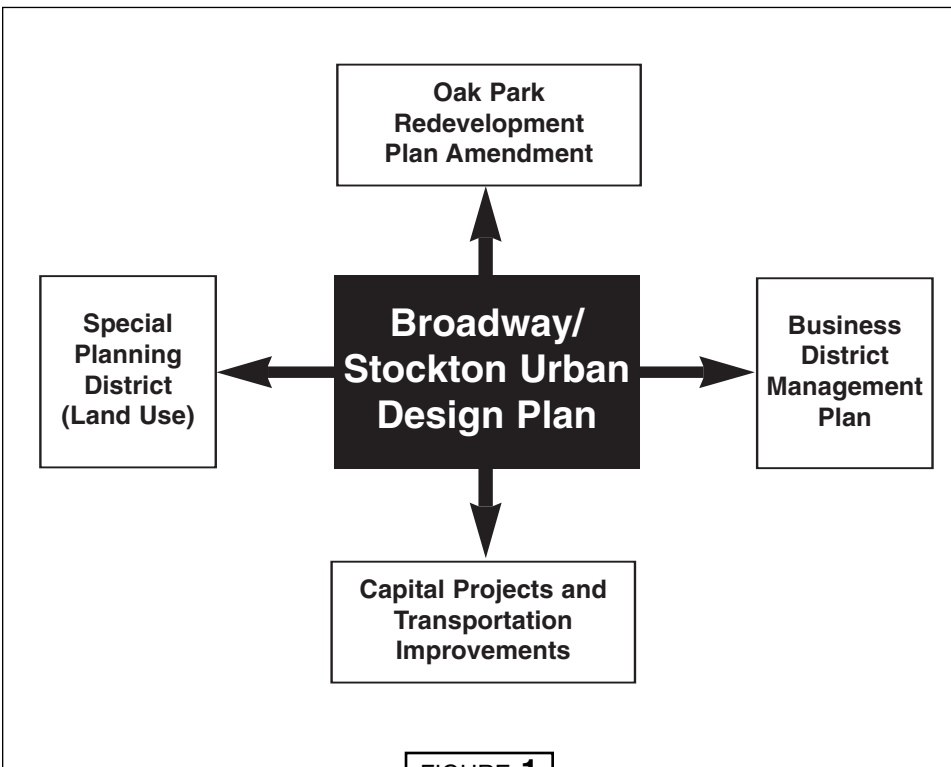 Oak Park
Redevelopment
Plan Amendment
Special
Planning
District
(Land Use)
Broadway/
Stockton Urban
Design Plan
Business
District
Management
Plan
Capital Projects and
Transportation
Improvements
FIGURE 1